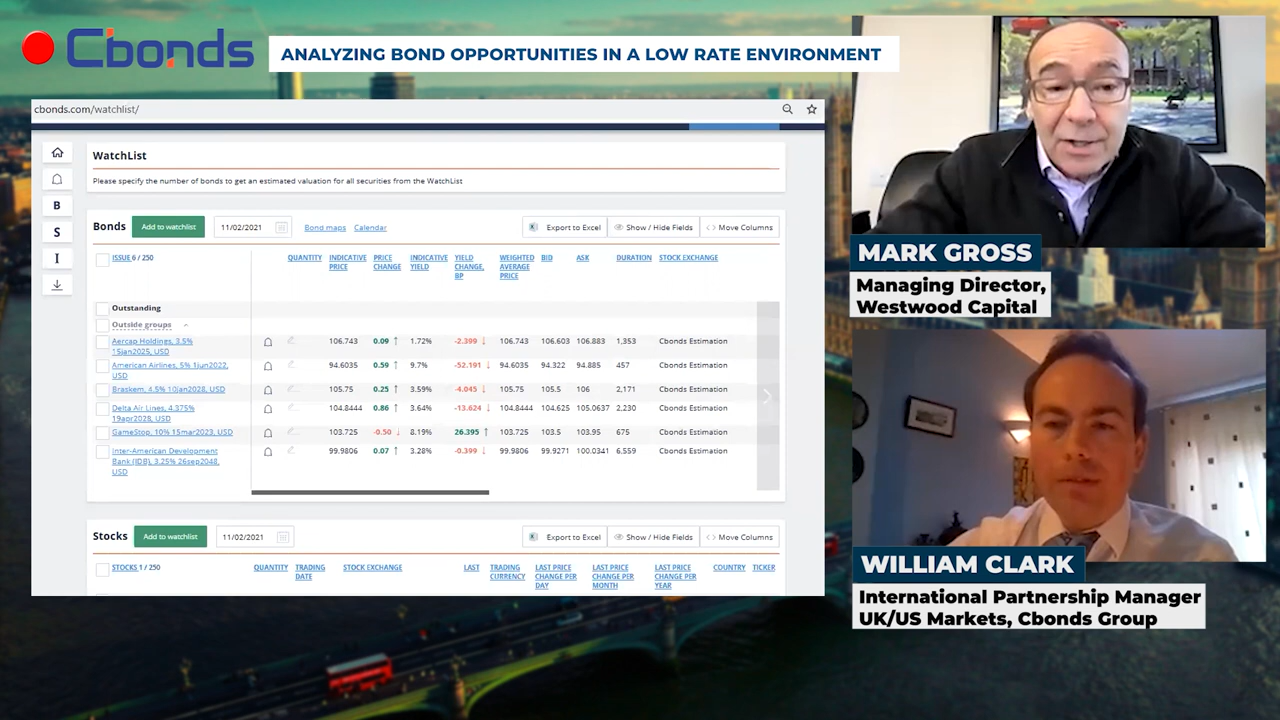 Cbonds
ANALYZING BOND OPPORTUNITIES IN A LOW RATE ENVIRONMENT
cbonds.com/watchlist/
WatchList
Please specify the number of bonds to get an estimated valuation for all securities from the WatchList
B
S
I
Bonds Add to watchlist 11/02/2021 Bond maps Calendar Export to Excel Show / Hide Fields Move Columns
ISSUE 6 / 250 QUANTITY INDICATIVE PRICE PRICE CHANGE INDICATIVE YIELD YIELD CHANGE, BP WEIGHTED AVERAGE PRICE BID ASK DURATION STOCK EXCHANGE
Outstanding
Outside groups
Aercap Holdings, 3.5% 15jan2025, USD 106.743 0.09 ↑ 1.72% -2.399 ↓ 106.743 106.603 106.883 1,353 Cbonds Estimation
American Airlines, 5% 1jun2022, USD 94.6035 0.59 ↑ 9.7% -52.191 ↓ 94.6035 94.322 94.885 457 Cbonds Estimation
Braskem, 4.5% 10jan2028, USD 105.75 0.25 ↑ 3.59% -4.045 ↓ 105.75 105.5 106 2,171 Cbonds Estimation
Delta Air Lines, 4.375% 19apr2028, USD 104.8444 0.86 ↑ 3.64% -13.624 ↓ 104.8444 104.625 105.0637 2,230 Cbonds Estimation
GameStop, 10% 15mar2023, USD 103.725 -0.50 ↓ 8.19% 26.395 ↑ 103.725 103.5 103.95 675 Cbonds Estimation
Inter-American Development Bank (IDB), 3.25% 26sep2048, USD 99.9806 0.07 ↑ 3.28% -0.399 ↓ 99.9806 99.9271 100.0341 6,559 Cbonds Estimation
Stocks Add to watchlist 11/02/2021 Export to Excel Show / Hide Fields Move Columns
STOCKS 1 / 250 QUANTITY TRADING DATE STOCK EXCHANGE LAST TRADING CURRENCY LAST PRICE CHANGE PER DAY LAST PRICE CHANGE PER MONTH LAST PRICE CHANGE PER YEAR COUNTRY TICKER
MARK GROSS
Managing Director,
Westwood Capital
WILLIAM CLARK
International Partnership Manager
UK/US Markets, Cbonds Group